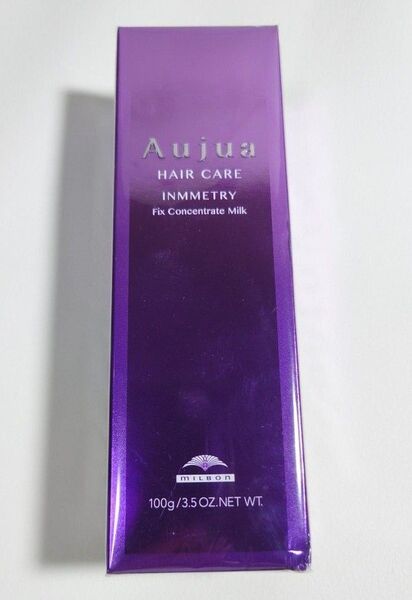 Aujua
HAIR CARE
INMMETRY
Fix Concentrate Milk
MILBON
100g/3.5 OZ.NET WT.